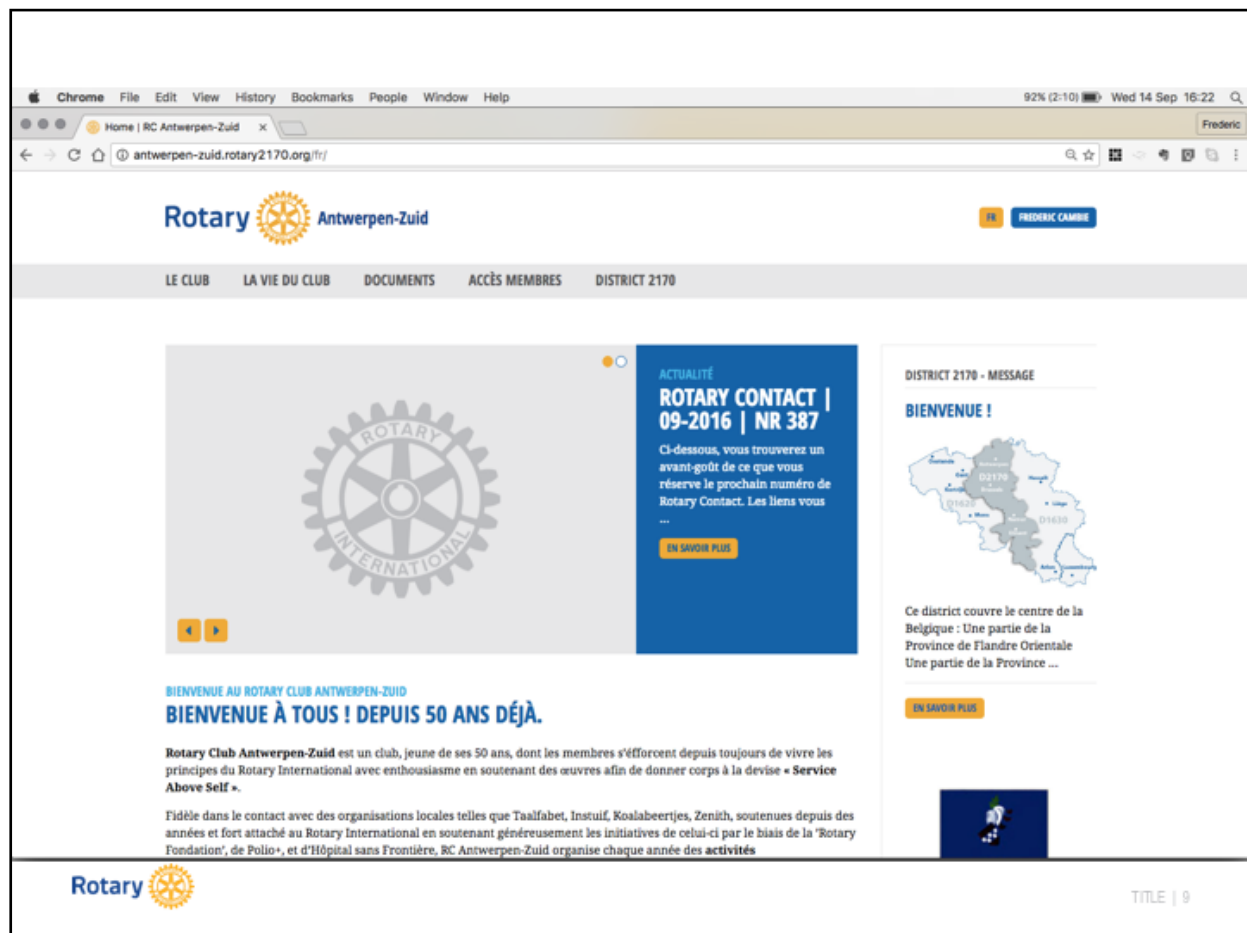 Chrome File Edit View History Bookmarks People Window Help 92% (2:10) Wed 14 Sep 16:22
Home | RC Antwerpen-Zuid x Frederic
antwerpen-zuid.rotary2170.org/fr/
Rotary Antwerpen-Zuid FR FREDERIC CAMBIE
LE CLUB LA VIE DU CLUB DOCUMENTS ACCÈS MEMBRES DISTRICT 2170
ROTARY
INTERNATIONAL
ACTUALITÉ
ROTARY CONTACT |
09-2016 | NR 387
Ci-dessous, vous trouverez un
avant-goût de ce que vous
réserve le prochain numéro de
Rotary Contact. Les liens vous
...
EN SAVOIR PLUS
DISTRICT 2170 - MESSAGE
BIENVENUE !
D2170
D1620
D1630
Ce district couvre le centre de la
Belgique : Une partie de la
Province de Flandre Orientale
Une partie de la Province ...
EN SAVOIR PLUS
BIENVENUE AU ROTARY CLUB ANTWERPEN-ZUID
BIENVENUE À TOUS ! DEPUIS 50 ANS DÉJÀ.
Rotary Club Antwerpen-Zuid est un club, jeune de ses 50 ans, dont les membres s'éfforcent depuis toujours de vivre les
principes du Rotary International avec enthousiasme en soutenant des œuvres afin de donner corps à la devise « Service
Above Self ».
Fidèle dans le contact avec des organisations locales telles que Taalfabet, Instuif, Koalabeertjes, Zenith, soutenues depuis des
années et fort attaché au Rotary International en soutenant généreusement les initiatives de celui-ci par le biais de la 'Rotary
Fondation', de Polio+, et d'Hôpital sans Frontière, RC Antwerpen-Zuid organise chaque année des activités
Rotary
TITLE | 9